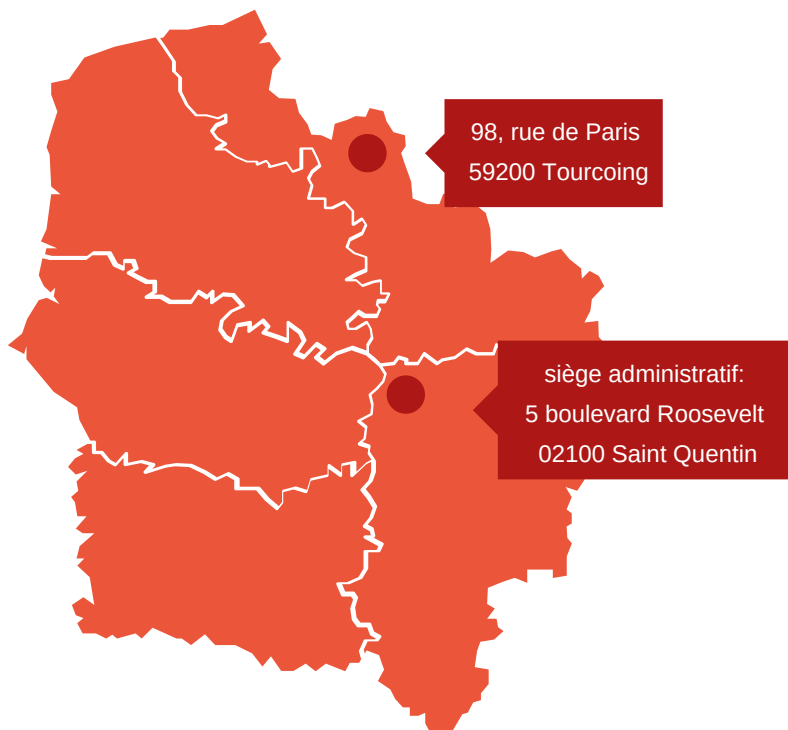 98, rue de Paris
59200 Tourcoing
siège administratif:
5 boulevard Roosevelt
02100 Saint Quentin